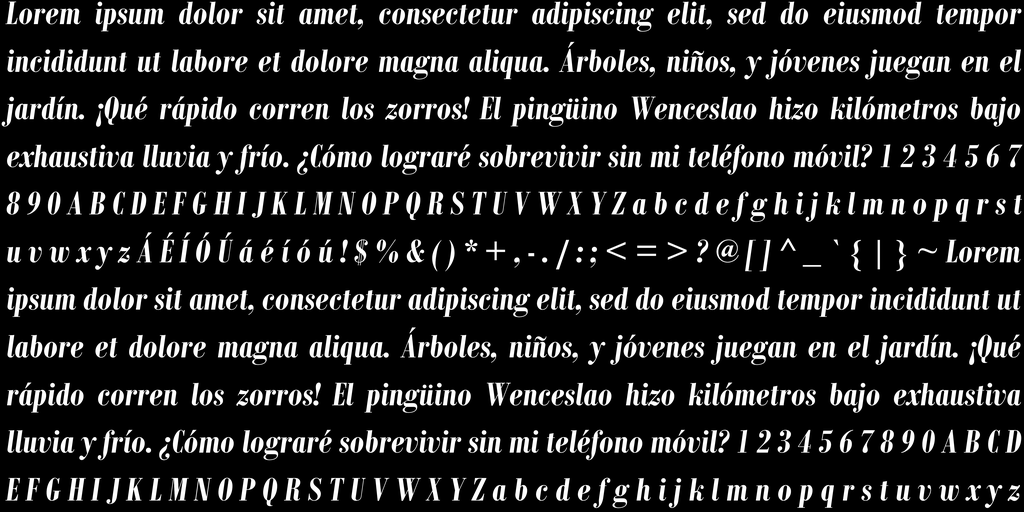 Lorem ipsum dolor sit amet, consectetur adipiscing elit, sed do eiusmod tempor
incididunt ut labore et dolore magna aliqua. Árboles, niños, y jóvenes juegan en el
jardín. ¡Qué rápido corren los zorros! El pingüino Wenceslao hizo kilómetros bajo
exhaustiva lluvia y frío. ¿Cómo lograré sobrevivir sin mi teléfono móvil? 1 2 3 4 5 6 7
8 9 0 A B C D E F G H I J K L M N O P Q R S T U V W X Y Z a b c d e f g h i j k l m n o p q r s t
u v w x y z Á É Í Ó Ú á é í ó ú ! $ % & ( ) * + , - . / : ; < = > ? @ [ ] ^ _ ` { | } ~ Lorem
ipsum dolor sit amet, consectetur adipiscing elit, sed do eiusmod tempor incididunt ut
labore et dolore magna aliqua. Árboles, niños, y jóvenes juegan en el jardín. ¡Qué
rápido corren los zorros! El pingüino Wenceslao hizo kilómetros bajo exhaustiva
lluvia y frío. ¿Cómo lograré sobrevivir sin mi teléfono móvil? 1 2 3 4 5 6 7 8 9 0 A B C D
E F G H I J K L M N O P Q R S T U V W X Y Z a b c d e f g h i j k l m n o p q r s t u v w x y z